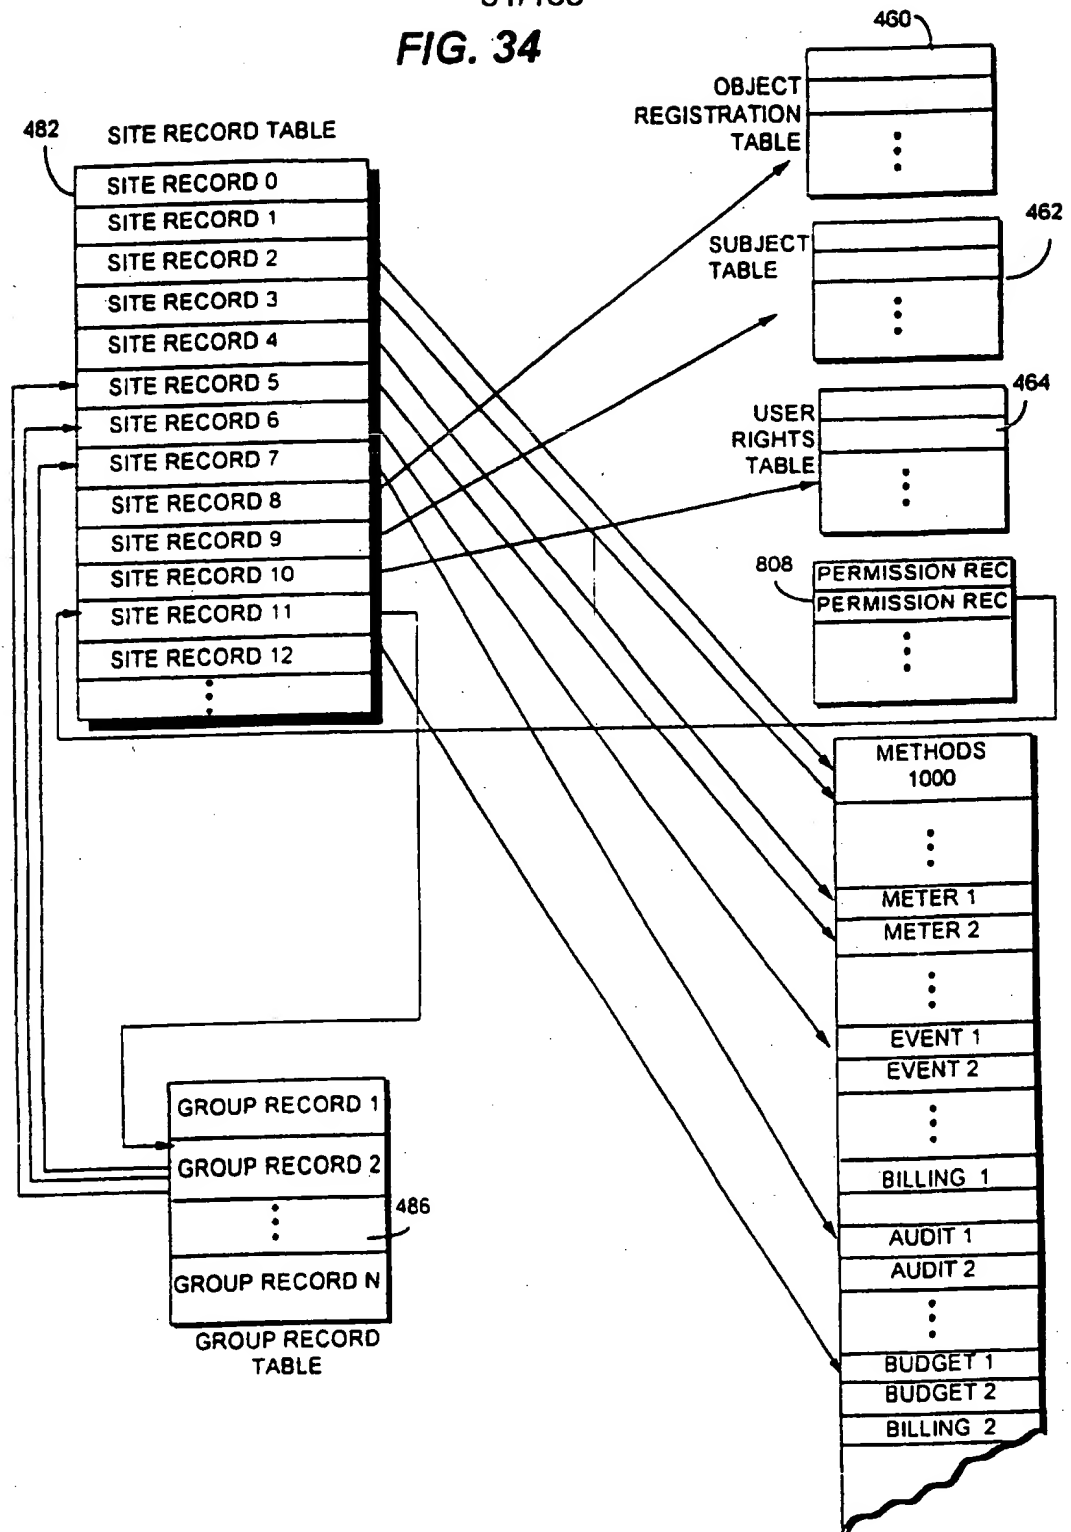 FIG. 34
482
SITE RECORD TABLE
SITE RECORD 0
SITE RECORD 1
SITE RECORD 2
SITE RECORD 3
SITE RECORD 4
SITE RECORD 5
SITE RECORD 6
SITE RECORD 7
SITE RECORD 8
SITE RECORD 9
SITE RECORD 10
SITE RECORD 11
SITE RECORD 12
460
OBJECT
REGISTRATION
TABLE
462
SUBJECT
TABLE
464
USER
RIGHTS
TABLE
808
PERMISSION REC
PERMISSION REC
METHODS
1000
METER 1
METER 2
EVENT 1
EVENT 2
BILLING 1
AUDIT 1
AUDIT 2
BUDGET 1
BUDGET 2
BILLING 2
GROUP RECORD 1
GROUP RECORD 2
486
GROUP RECORD N
GROUP RECORD
TABLE